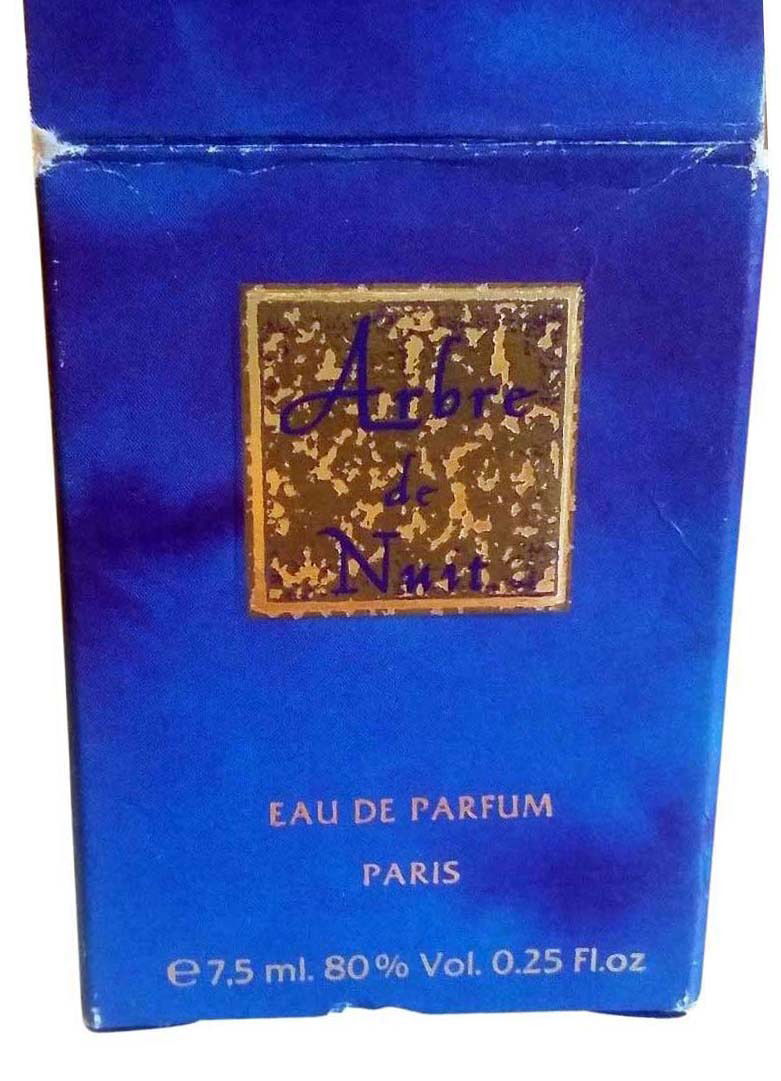 Arbre
de
Nuit
EAU DE PARFUM
PARIS
℮ 7,5 ml. 80% Vol. 0.25 Fl.oz